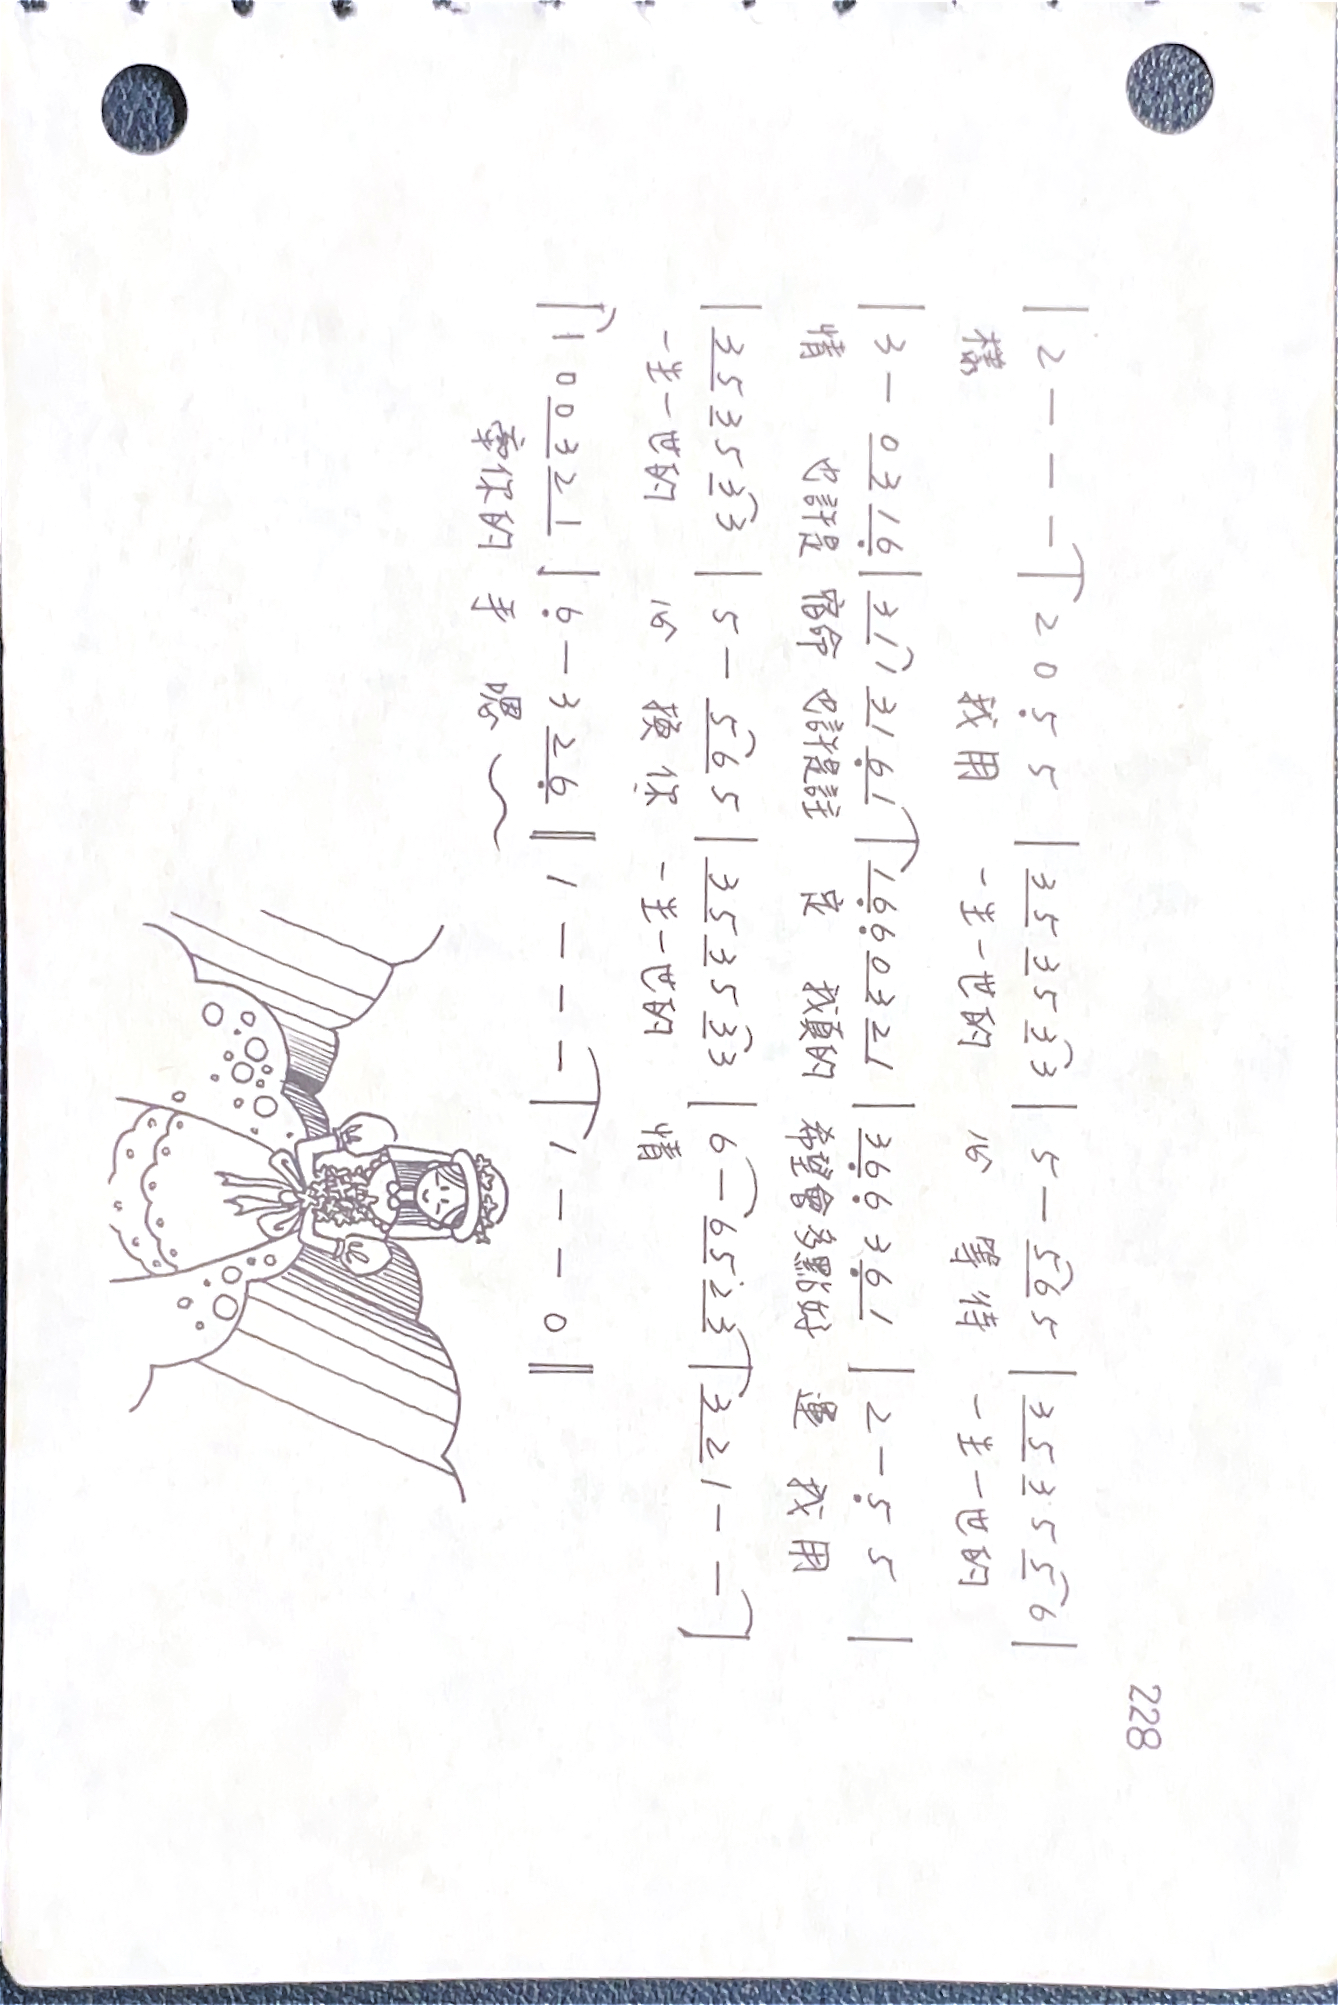 228
| 2 - - - | 2 0 5̣ 5 | 3 5 3 5 3 3 | 5 - 5 6 5 | 3 5 3 5 5 6 |
樣 我用 一生一世的 心 等待 一生一世的
| 3 - 0 3 1 6̣ | 3 1 1 3 1 6̣ 1 | 1 6̣ 6̣ 0 3 2 1 | 3 6̣ 6̣ 3 6̣ 1 | 2 - 5̣ 5 |
情 也許是 宿命 也許是註 定 我真的 希望會多點好 運 我用
| 3 5 3 5 3 3 | 5 - 5 6 5 | 3 5 3 5 3 3 | 6 - 6 5 2 3 | 3 2 1 - - |
一生一世的 心 換你 一生一世的 情
| 1 0 0 3 2 1 | 6̣ - 3 2 6̣ ‖ 1 - - - | 1 - - 0 ‖
牽你的 手 嗯～